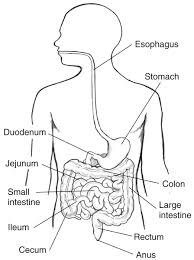 Esophagus
Stomach
Duodenum
Jejunum
Colon
Small
intestine
Large
intestine
Ileum
Rectum
Cecum
Anus